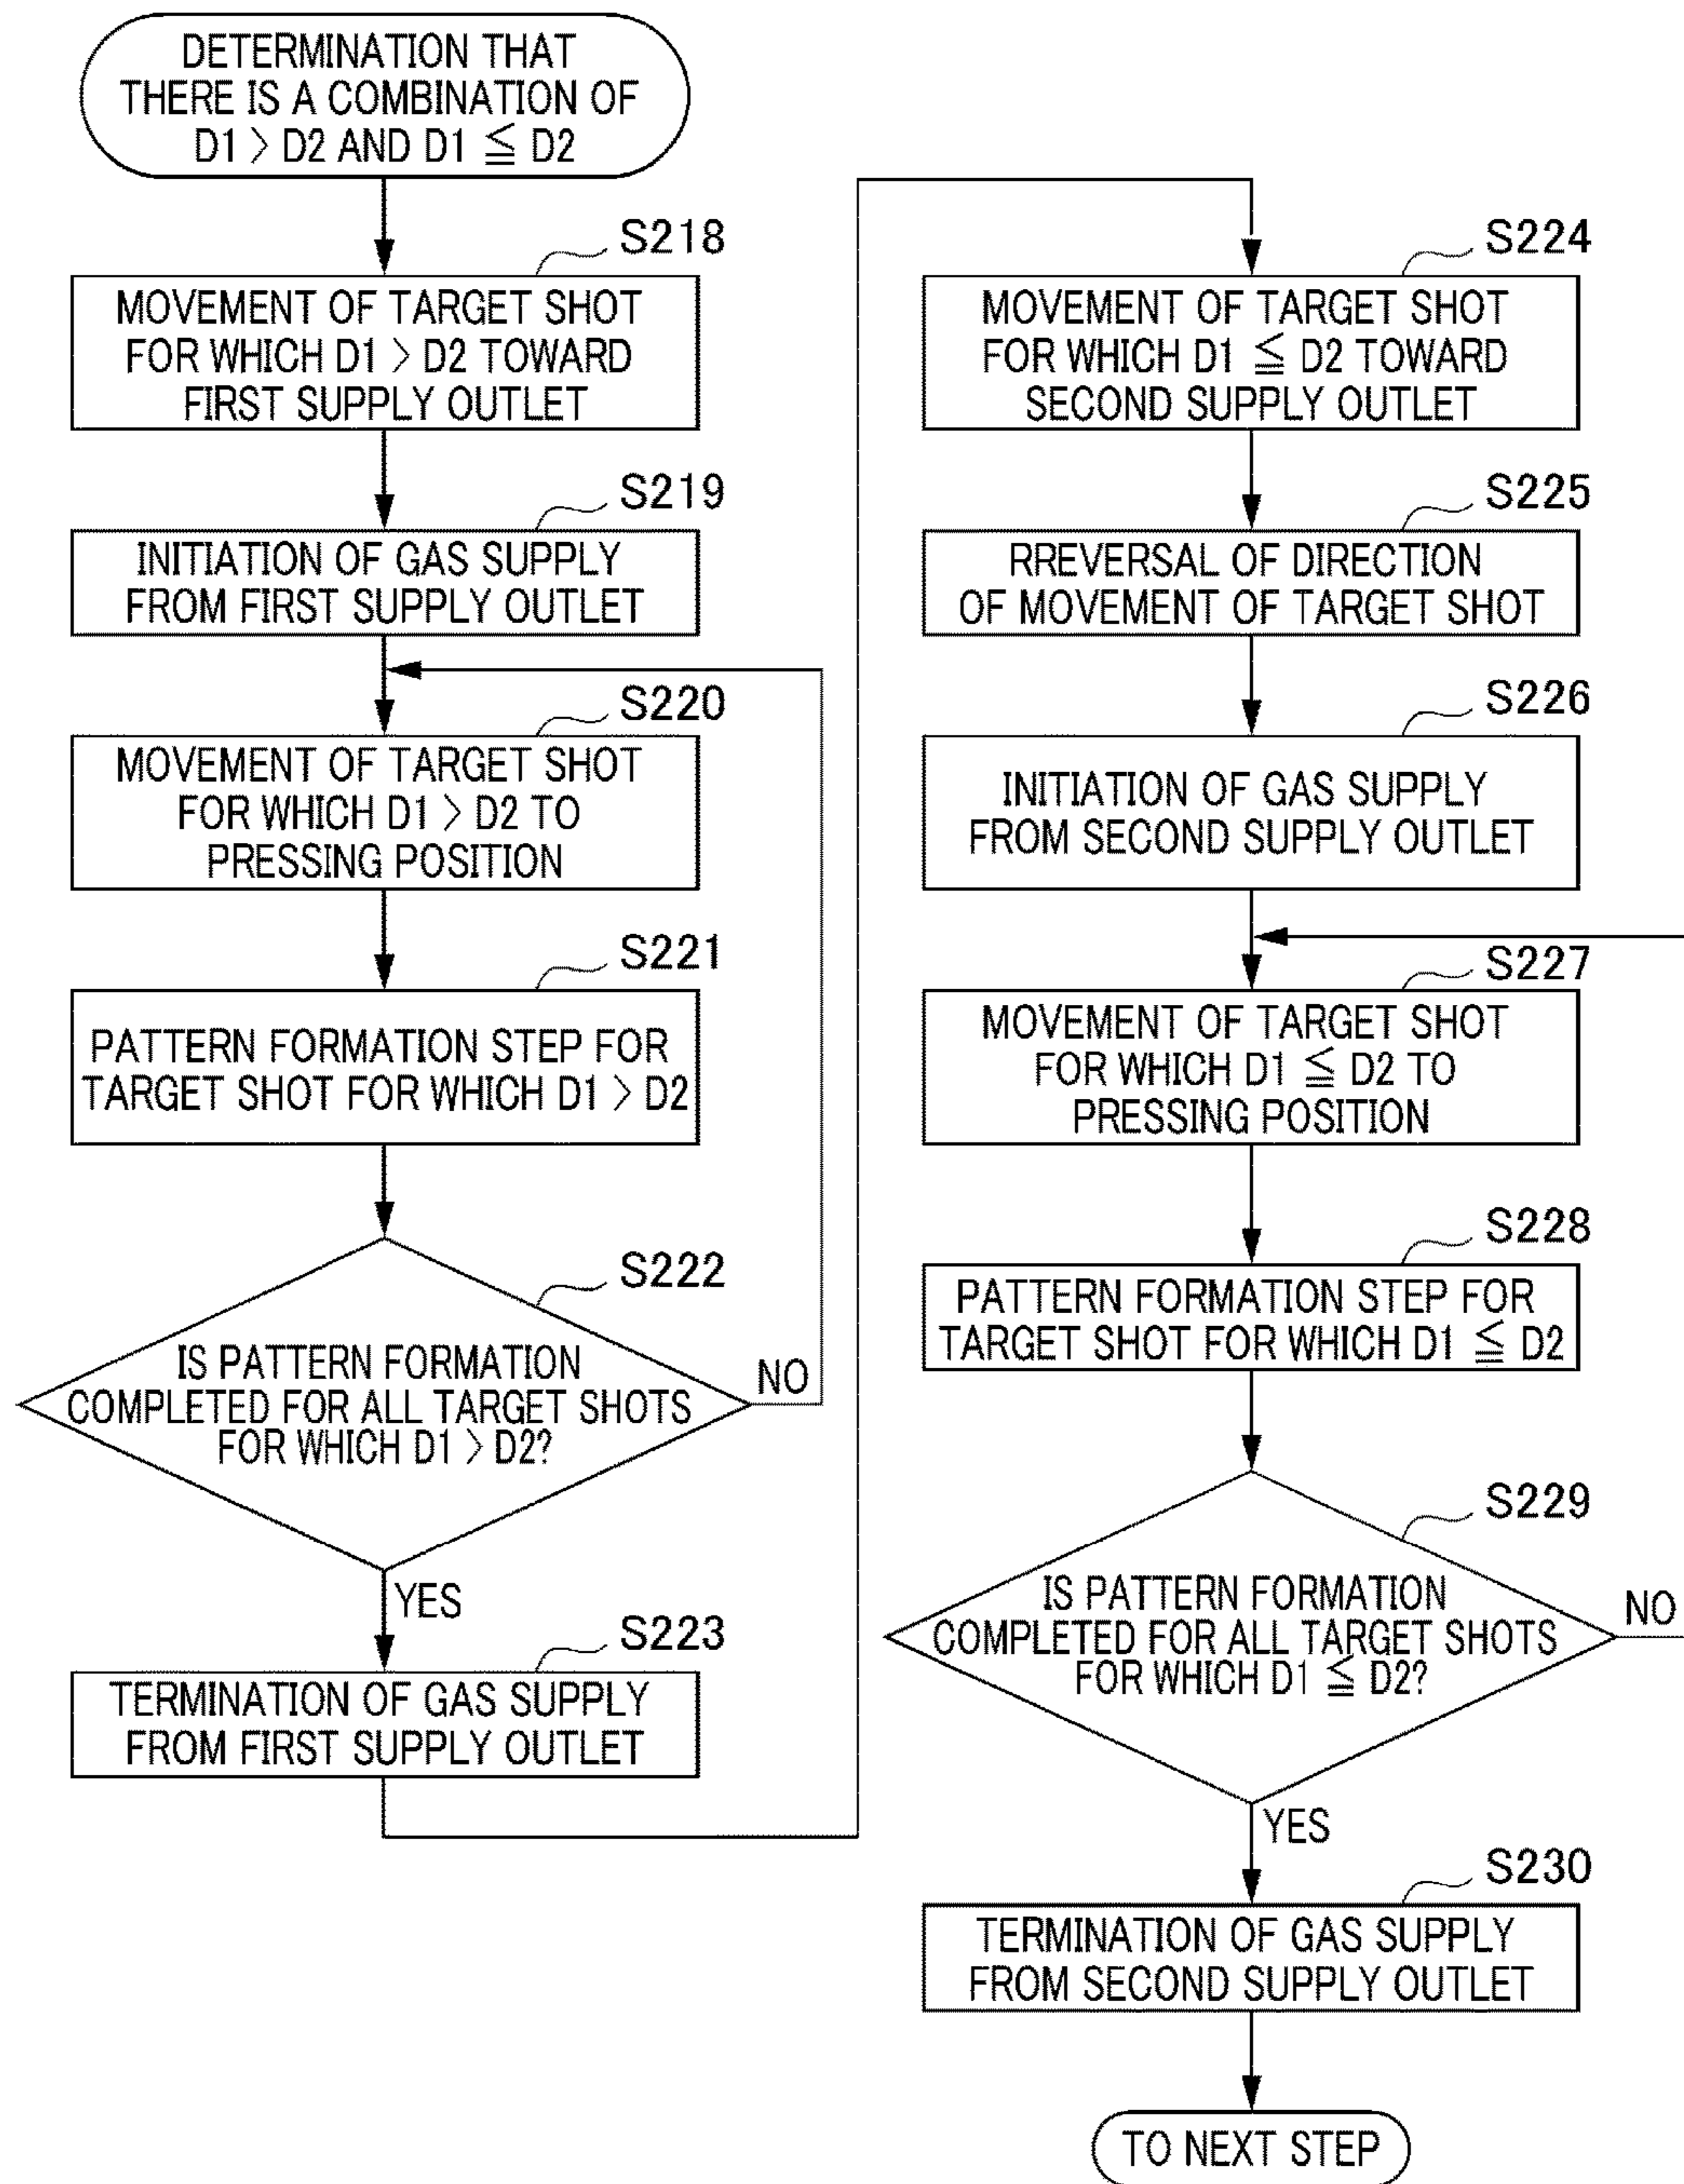 DETERMINATION THAT
THERE IS A COMBINATION OF
D1 > D2 AND D1 ≦ D2
S218
MOVEMENT OF TARGET SHOT
FOR WHICH D1 > D2 TOWARD
FIRST SUPPLY OUTLET
S219
INITIATION OF GAS SUPPLY
FROM FIRST SUPPLY OUTLET
S220
MOVEMENT OF TARGET SHOT
FOR WHICH D1 > D2 TO
PRESSING POSITION
S221
PATTERN FORMATION STEP FOR
TARGET SHOT FOR WHICH D1 > D2
S222
IS PATTERN FORMATION
COMPLETED FOR ALL TARGET SHOTS
FOR WHICH D1 > D2?
NO
YES
S223
TERMINATION OF GAS SUPPLY
FROM FIRST SUPPLY OUTLET
S224
MOVEMENT OF TARGET SHOT
FOR WHICH D1 ≦ D2 TOWARD
SECOND SUPPLY OUTLET
S225
RREVERSAL OF DIRECTION
OF MOVEMENT OF TARGET SHOT
S226
INITIATION OF GAS SUPPLY
FROM SECOND SUPPLY OUTLET
S227
MOVEMENT OF TARGET SHOT
FOR WHICH D1 ≦ D2 TO
PRESSING POSITION
S228
PATTERN FORMATION STEP FOR
TARGET SHOT FOR WHICH D1 ≦ D2
S229
IS PATTERN FORMATION
COMPLETED FOR ALL TARGET SHOTS
FOR WHICH D1 ≦ D2?
NO
YES
S230
TERMINATION OF GAS SUPPLY
FROM SECOND SUPPLY OUTLET
TO NEXT STEP